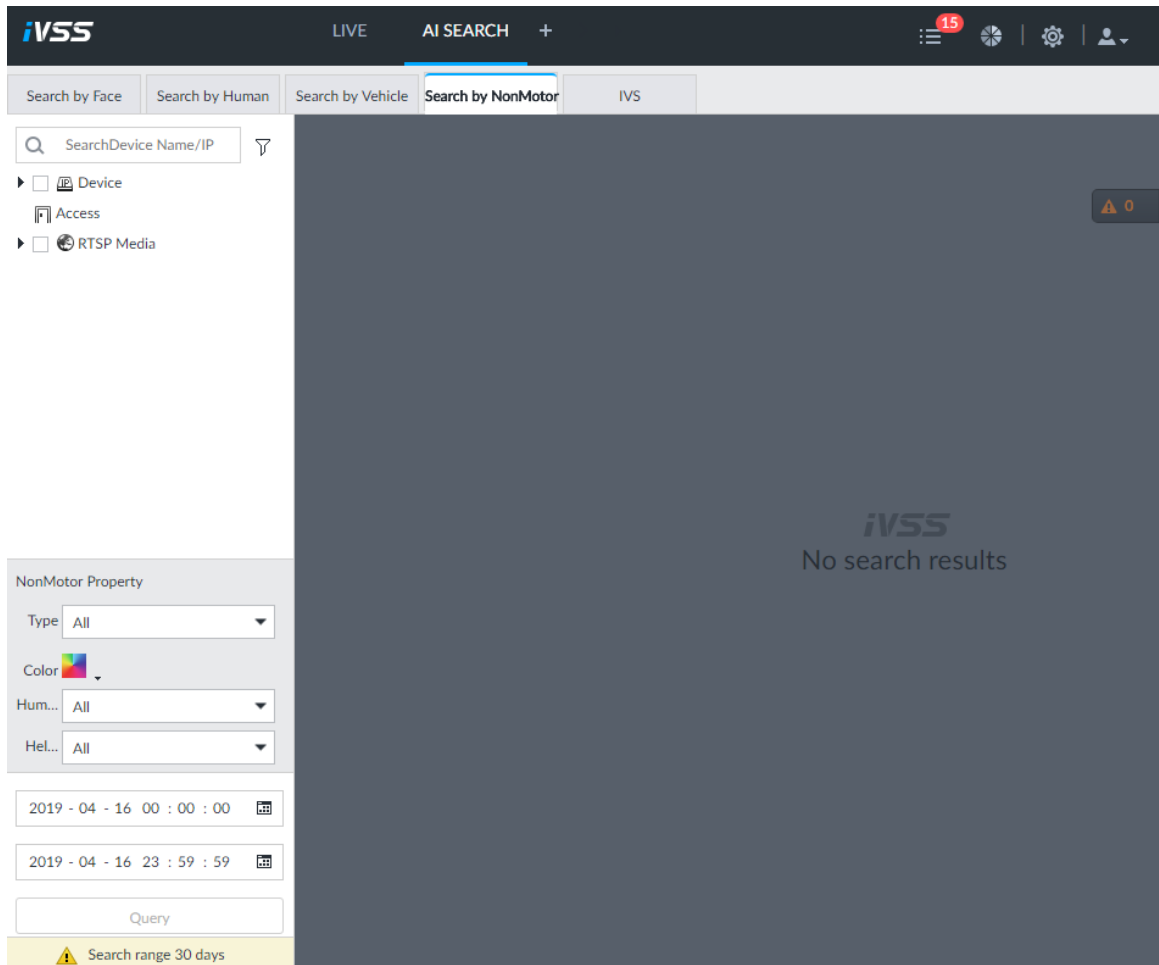 iVSS LIVE AI SEARCH + 15
Search by Face Search by Human Search by Vehicle Search by NonMotor IVS
SearchDevice Name/IP
IP Device
Access
RTSP Media
0
iVSS
No search results
NonMotor Property
Type All
Color
Hum... All
Hel... All
2019 - 04 - 16 00 : 00 : 00
2019 - 04 - 16 23 : 59 : 59
Query
Search range 30 days